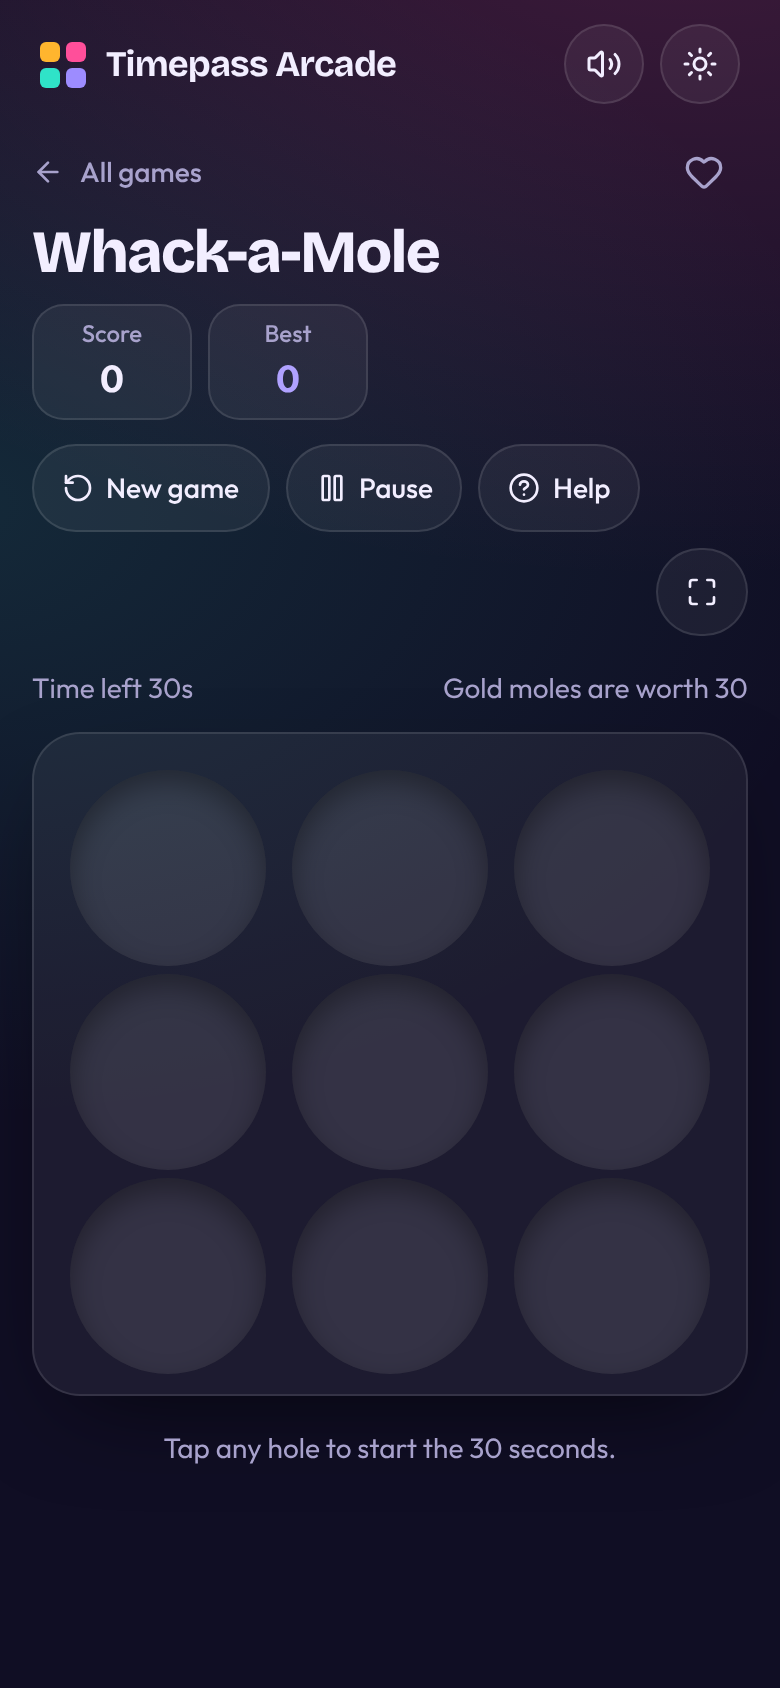 Timepass Arcade
All games
Whack-a-Mole
Score
0
Best
0
New game
Pause
Help
Time left 30s
Gold moles are worth 30
Tap any hole to start the 30 seconds.